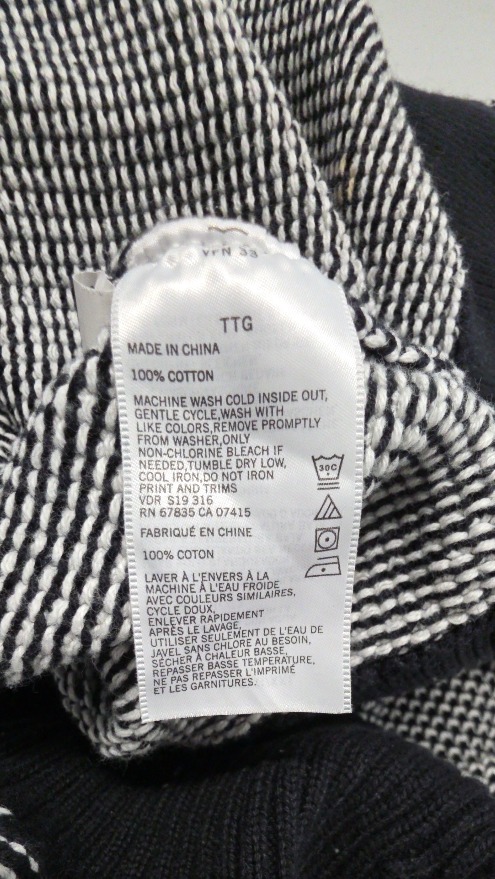 TTG
MADE IN CHINA
100% COTTON
MACHINE WASH COLD INSIDE OUT,
GENTLE CYCLE,WASH WITH
LIKE COLORS,REMOVE PROMPTLY
FROM WASHER,ONLY
NON-CHLORINE BLEACH IF
NEEDED,TUMBLE DRY LOW,
COOL IRON,DO NOT IRON
PRINT AND TRIMS
VDR S19 316
RN 67835 CA 07415
30C
FABRIQUÉ EN CHINE
100% COTON
LAVER À L'ENVERS À LA
MACHINE À L'EAU FROIDE
AVEC COULEURS SIMILAIRES,
CYCLE DOUX,
ENLEVER RAPIDEMENT
APRÈS LE LAVAGE,
UTILISER SEULEMENT DE L'EAU DE
JAVEL SANS CHLORE AU BESOIN,
SÉCHER À CHALEUR BASSE,
REPASSER BASSE TEMPERATURE,
NE PAS REPASSER L'IMPRIMÉ
ET LES GARNITURES.